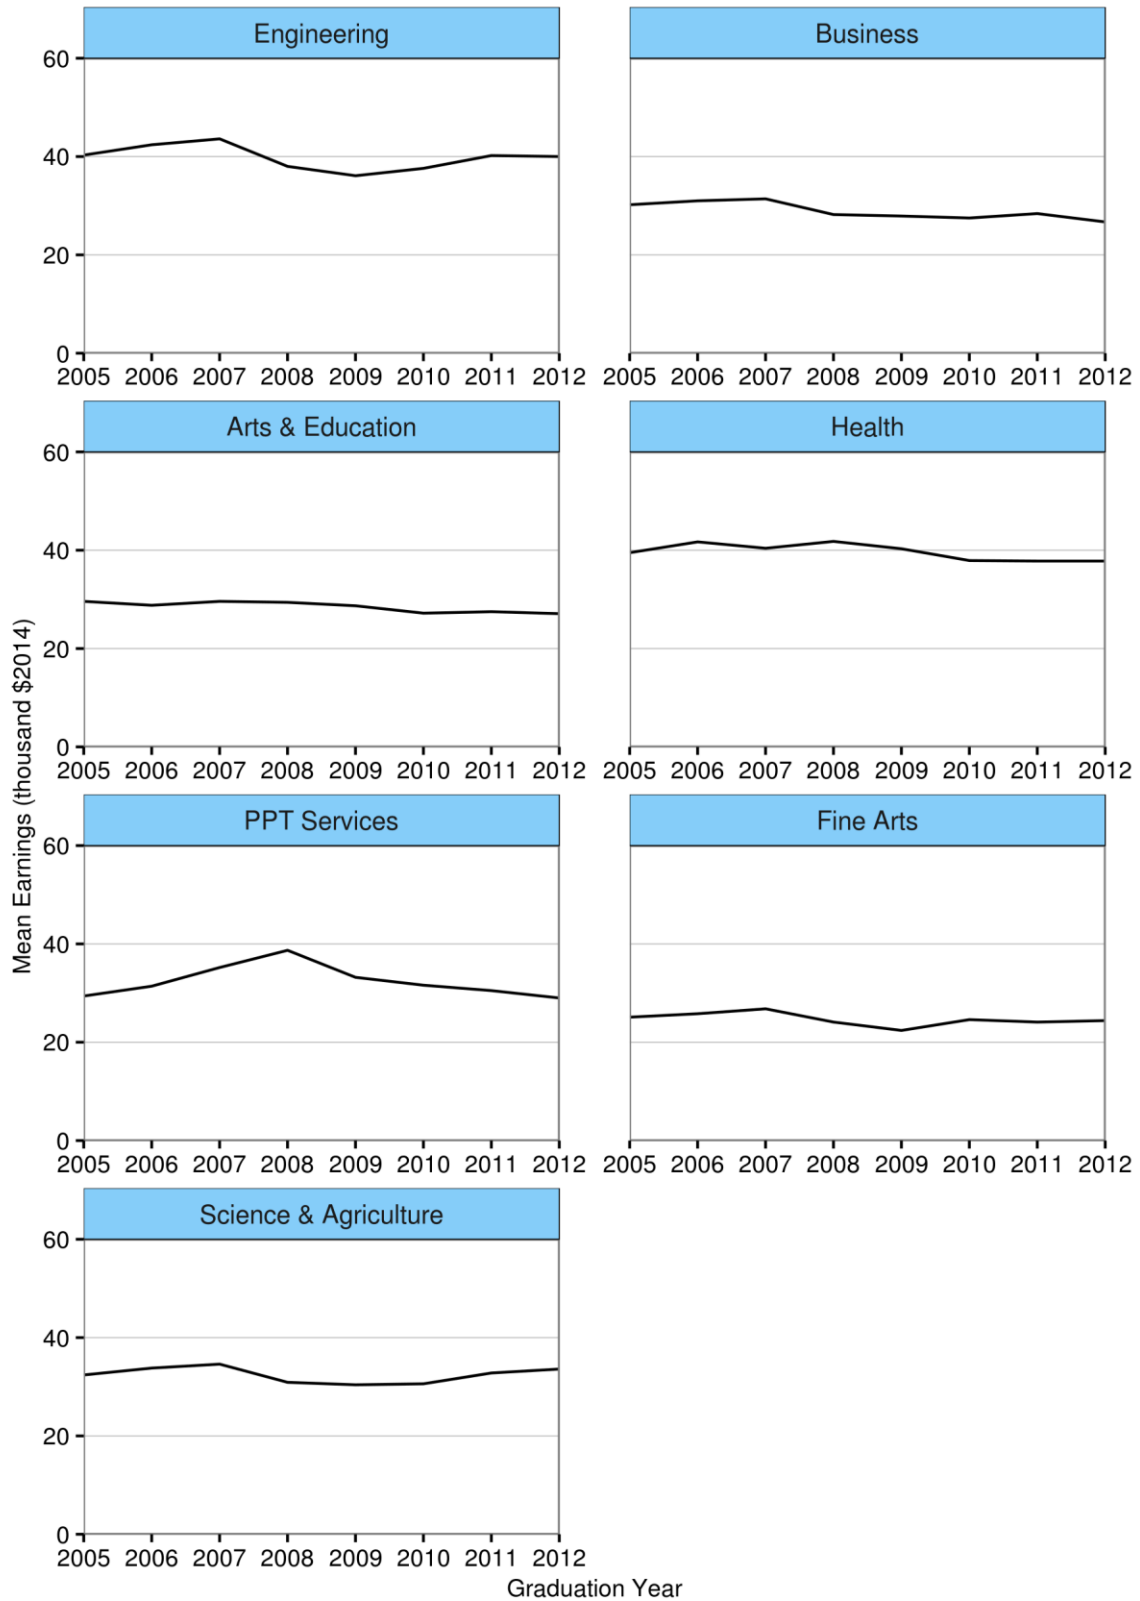 Engineering
Business
60
40
20
0
2005 2006 2007 2008 2009 2010 2011 2012
2005 2006 2007 2008 2009 2010 2011 2012
Arts & Education
Health
60
40
20
0
2005 2006 2007 2008 2009 2010 2011 2012
2005 2006 2007 2008 2009 2010 2011 2012
Mean Earnings (thousand $2014)
PPT Services
Fine Arts
60
40
20
0
2005 2006 2007 2008 2009 2010 2011 2012
2005 2006 2007 2008 2009 2010 2011 2012
Science & Agriculture
60
40
20
0
2005 2006 2007 2008 2009 2010 2011 2012
Graduation Year